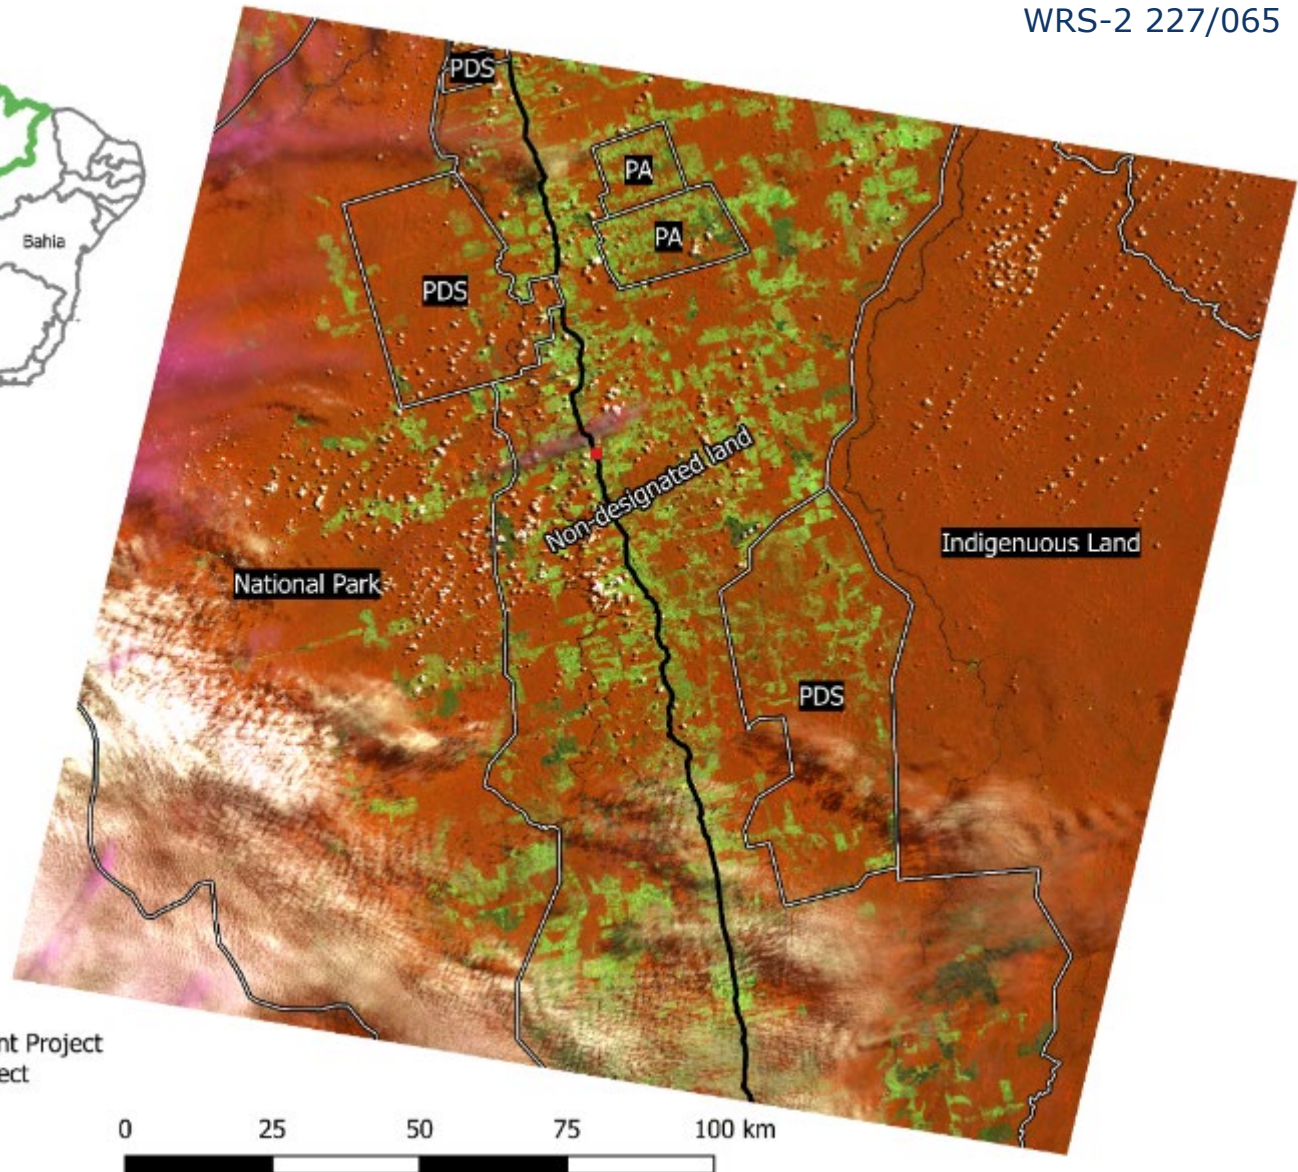 WRS-2 227/065
PDS
PA
Bahia
PA
PDS
Non-designated land
Indigenuous Land
National Park
PDS
nt Project
ect
0 25 50 75 100 km